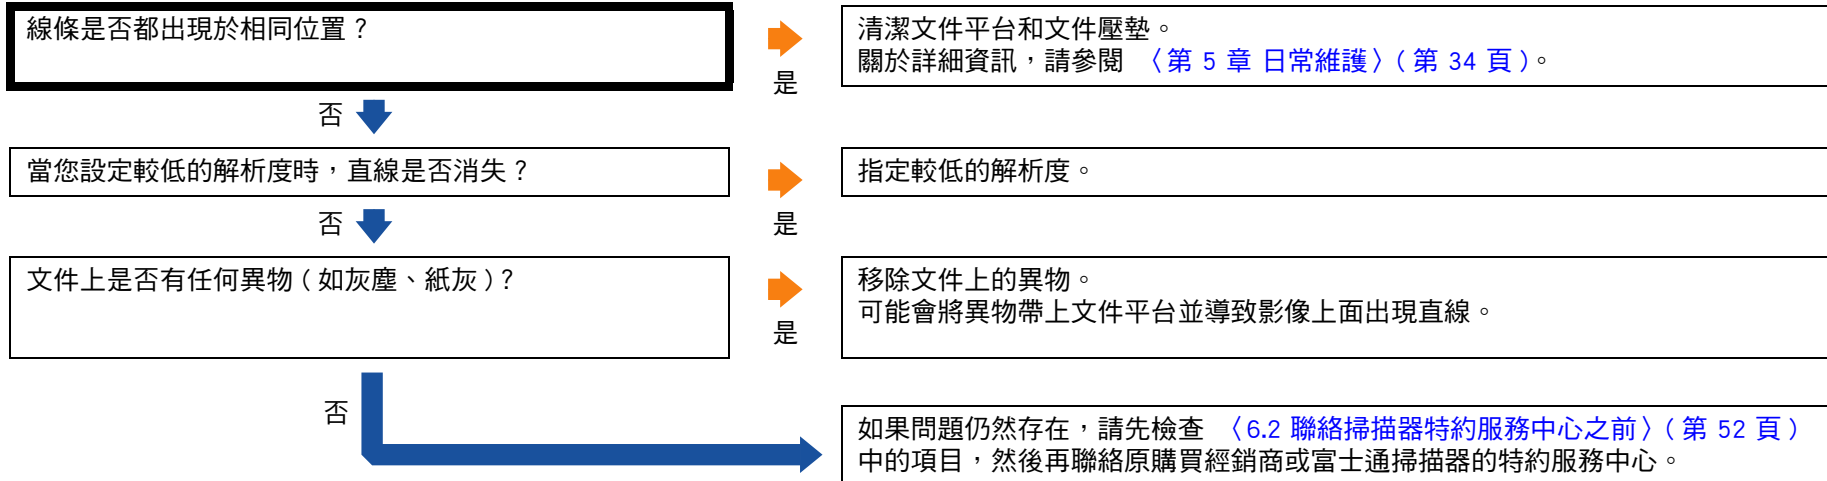 線條是否都出現於相同位置？
是
清潔文件平台和文件壓墊。
關於詳細資訊，請參閱 〈第 5 章 日常維護〉( 第 34 頁 )。
否
當您設定較低的解析度時，直線是否消失？
是
指定較低的解析度。
否
文件上是否有任何異物 ( 如灰塵、紙灰 )？
是
移除文件上的異物。
可能會將異物帶上文件平台並導致影像上面出現直線。
否
如果問題仍然存在，請先檢查 〈6.2 聯絡掃描器特約服務中心之前〉( 第 52 頁 )
中的項目，然後再聯絡原購買經銷商或富士通掃描器的特約服務中心。